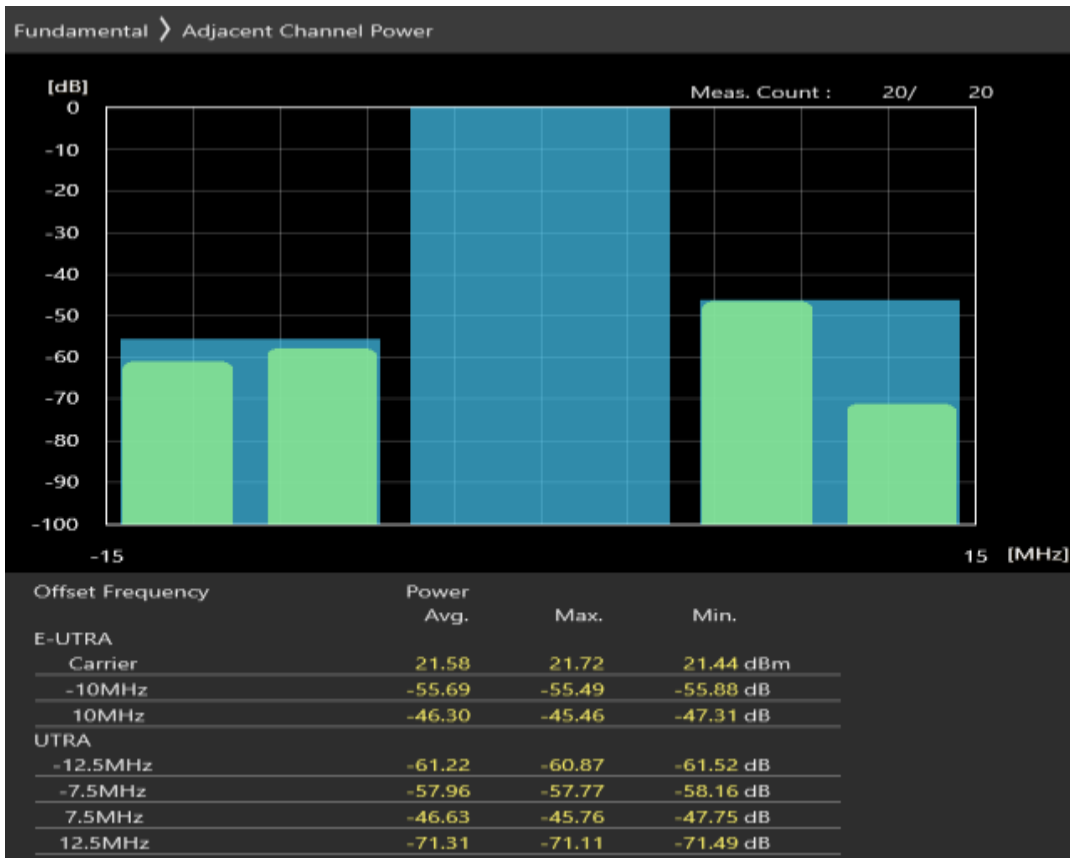 Fundamental 〉 Adjacent Channel Power
[dB]
Meas. Count : 20/ 20
0
-10
-20
-30
-40
-50
-60
-70
-80
-90
-100
-15 15 [MHz]
Offset Frequency Power
Avg. Max. Min.
E-UTRA
Carrier 21.58 21.72 21.44 dBm
-10MHz -55.69 -55.49 -55.88 dB
10MHz -46.30 -45.46 -47.31 dB
UTRA
-12.5MHz -61.22 -60.87 -61.52 dB
-7.5MHz -57.96 -57.77 -58.16 dB
7.5MHz -46.63 -45.76 -47.75 dB
12.5MHz -71.31 -71.11 -71.49 dB